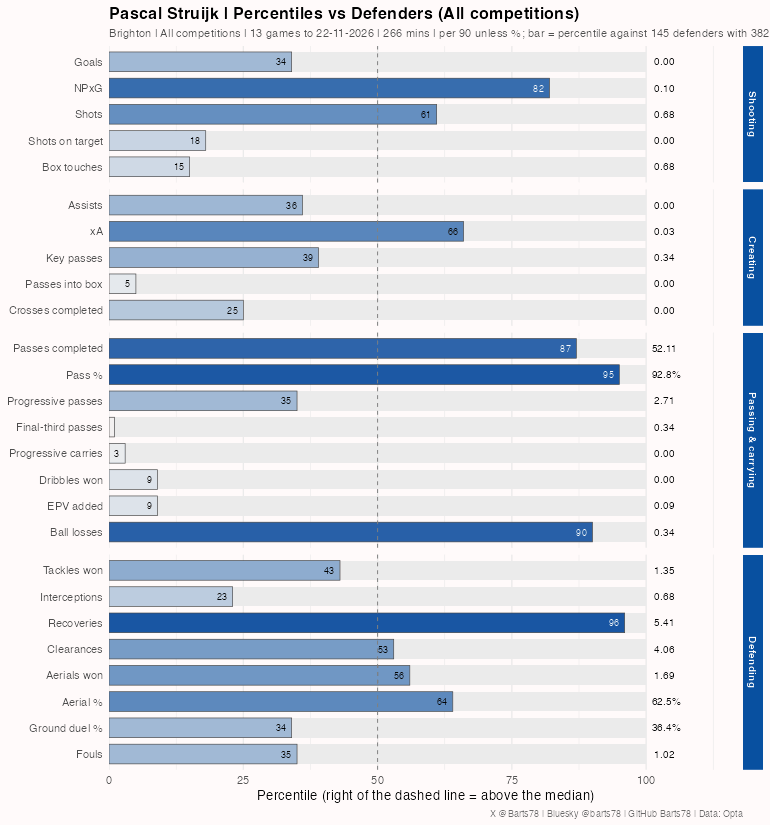 Pascal Struijk | Percentiles vs Defenders (All competitions)
Brighton | All competitions | 13 games to 22-11-2026 | 266 mins | per 90 unless %; bar = percentile against 145 defenders with 382
Goals 34 0.00
NPxG 82 0.10
Shots 61 0.68
Shots on target 18 0.00
Box touches 15 0.68
Shooting
Assists 36 0.00
xA 66 0.03
Key passes 39 0.34
Passes into box 5 0.00
Crosses completed 25 0.00
Creating
Passes completed 87 52.11
Pass % 95 92.8%
Progressive passes 35 2.71
Final-third passes 0.34
Progressive carries 3 0.00
Dribbles won 9 0.00
EPV added 9 0.09
Ball losses 90 0.34
Passing & carrying
Tackles won 43 1.35
Interceptions 23 0.68
Recoveries 96 5.41
Clearances 53 4.06
Aerials won 56 1.69
Aerial % 64 62.5%
Ground duel % 34 36.4%
Fouls 35 1.02
Defending
0 25 50 75 100
Percentile (right of the dashed line = above the median)
X @Barts78 | Bluesky @barts78 | GitHub Barts78 | Data: Opta